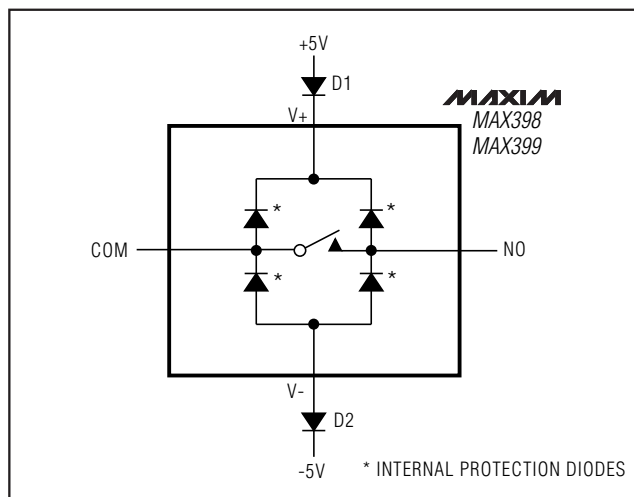 +5V
D1
V+
MAXIM
MAX398
MAX399
*
*
COM
NO
*
*
V-
D2
-5V
* INTERNAL PROTECTION DIODES